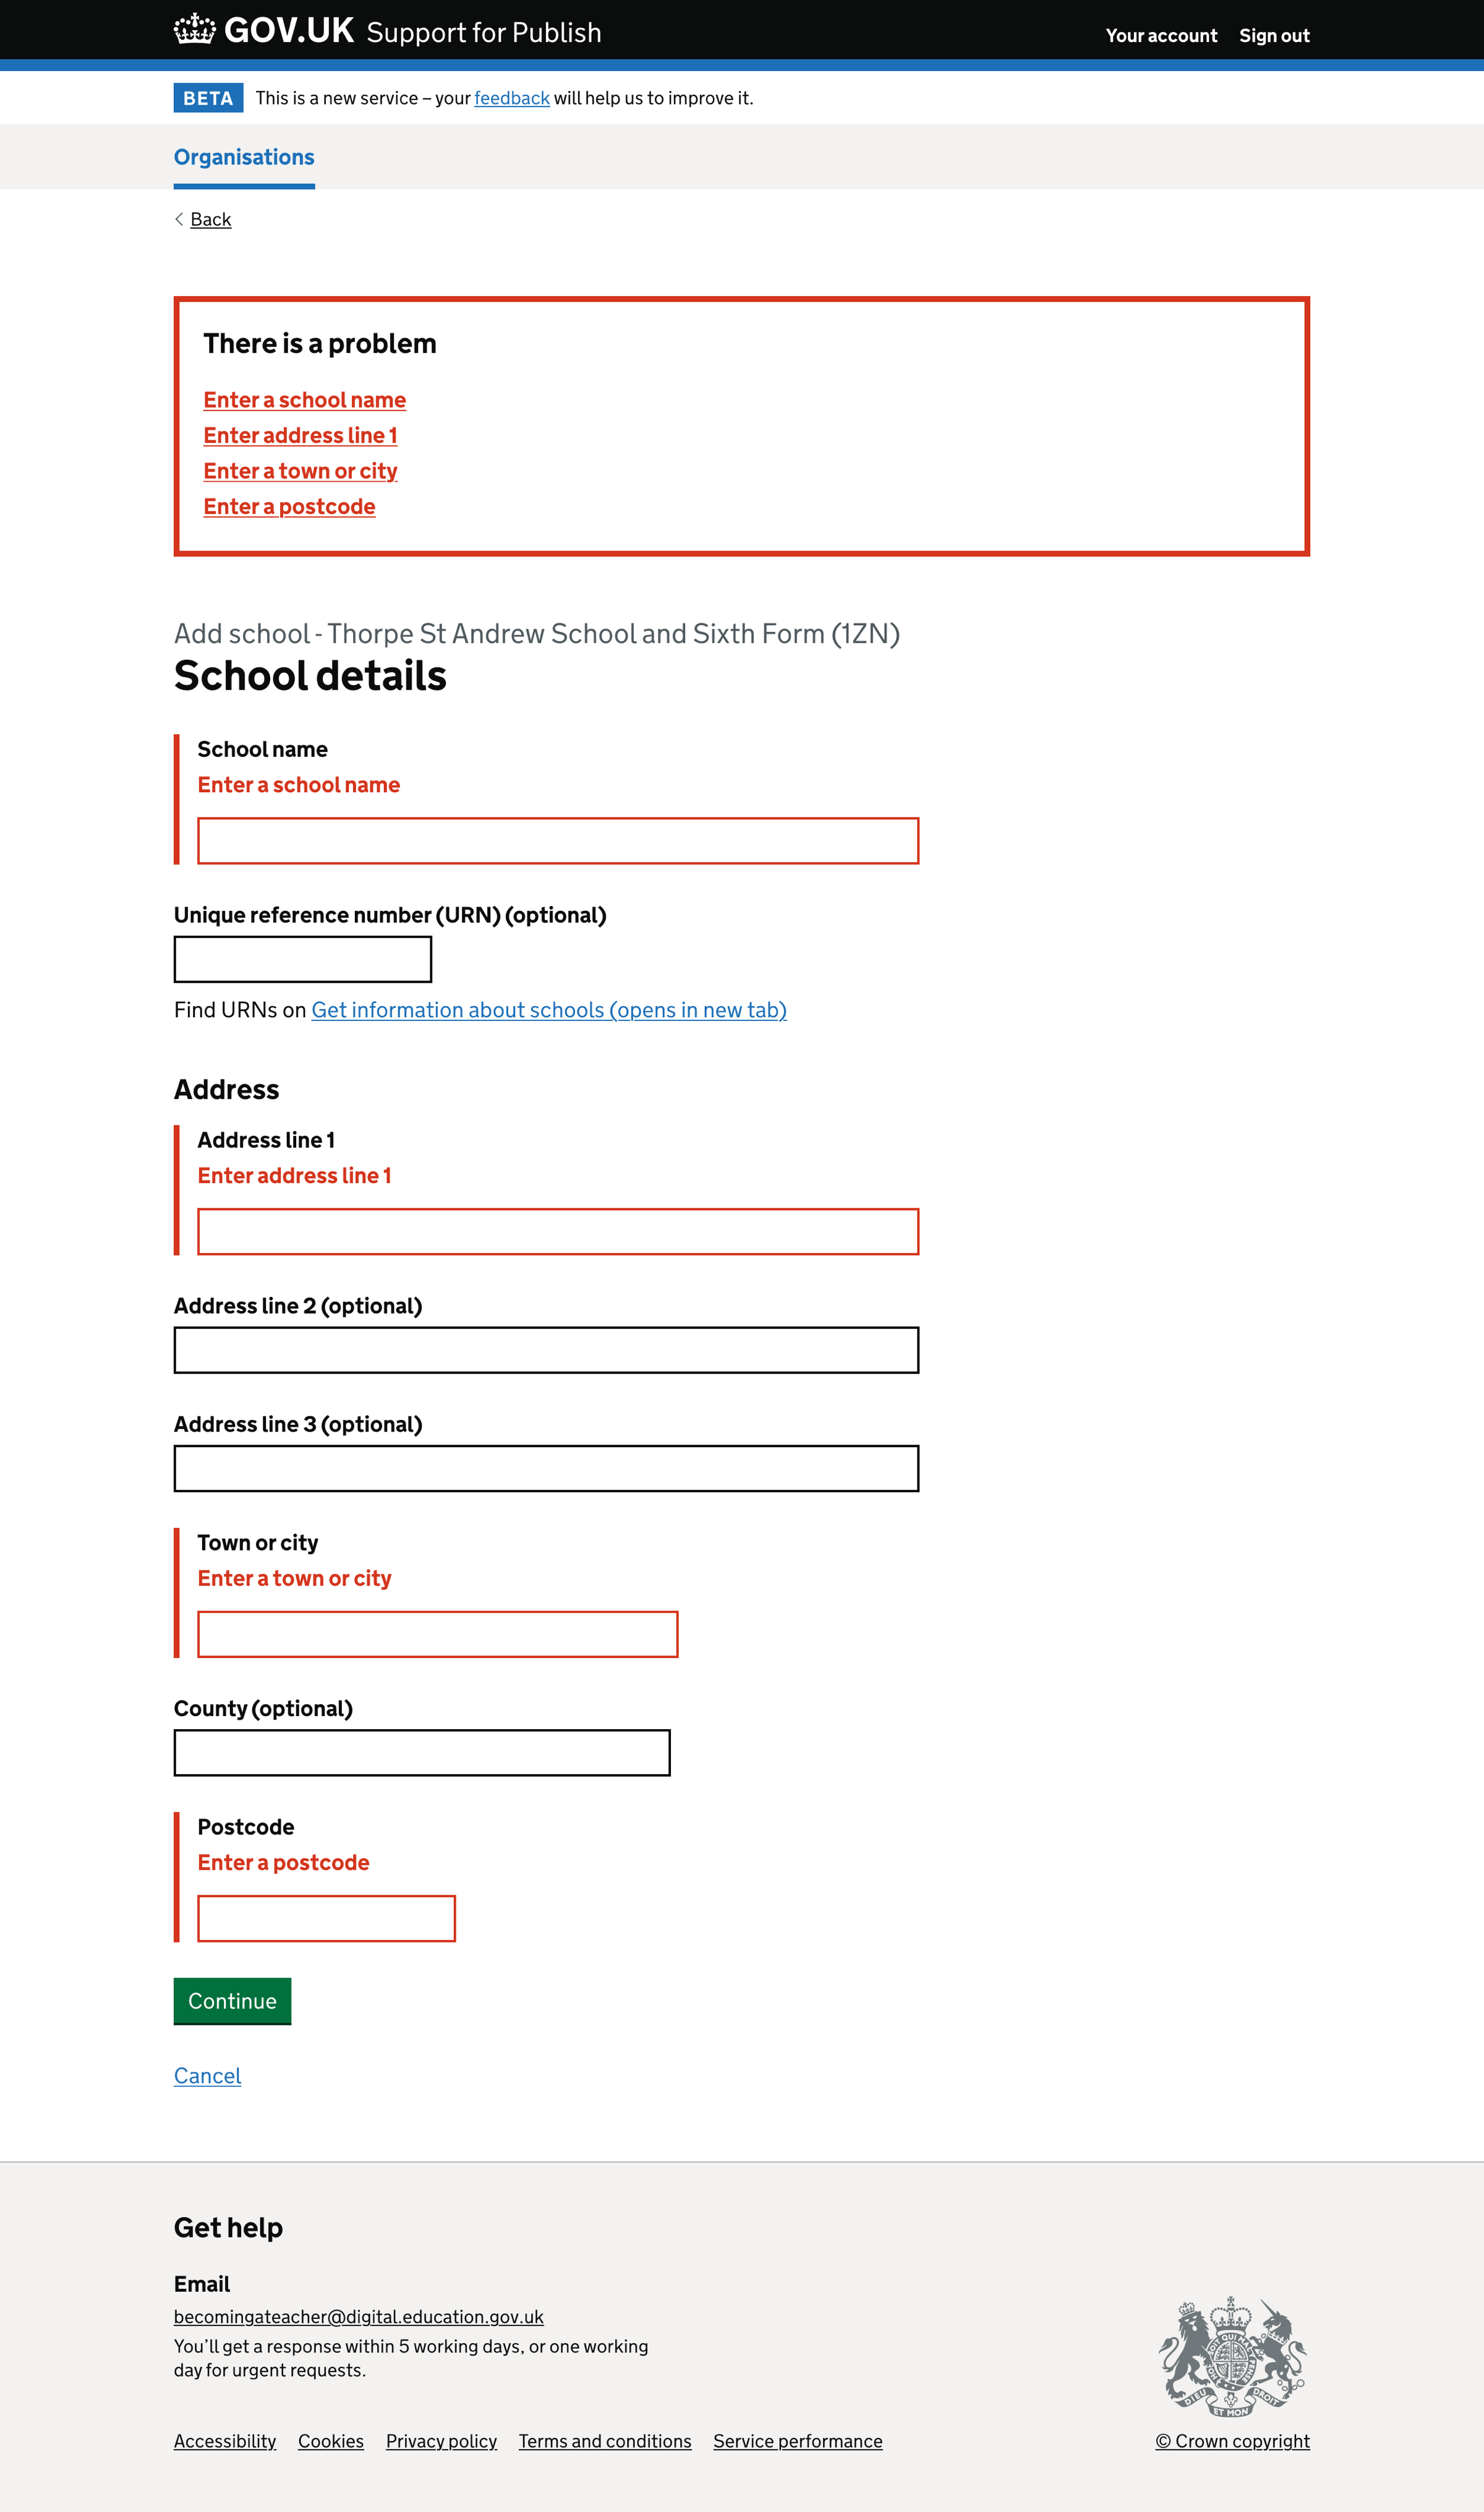 GOV.UK Support for Publish
Your account Sign out
BETA This is a new service – your feedback will help us to improve it.
Organisations
Back
There is a problem
Enter a school name
Enter address line 1
Enter a town or city
Enter a postcode
Add school - Thorpe St Andrew School and Sixth Form (1ZN)
School details
School name
Enter a school name
Unique reference number (URN) (optional)
Find URNs on Get information about schools (opens in new tab)
Address
Address line 1
Enter address line 1
Address line 2 (optional)
Address line 3 (optional)
Town or city
Enter a town or city
County (optional)
Postcode
Enter a postcode
Continue
Cancel
Get help
Email
becomingateacher@digital.education.gov.uk
You’ll get a response within 5 working days, or one working
day for urgent requests.
DIEU ET MON DROIT
Accessibility Cookies Privacy policy Terms and conditions Service performance
© Crown copyright